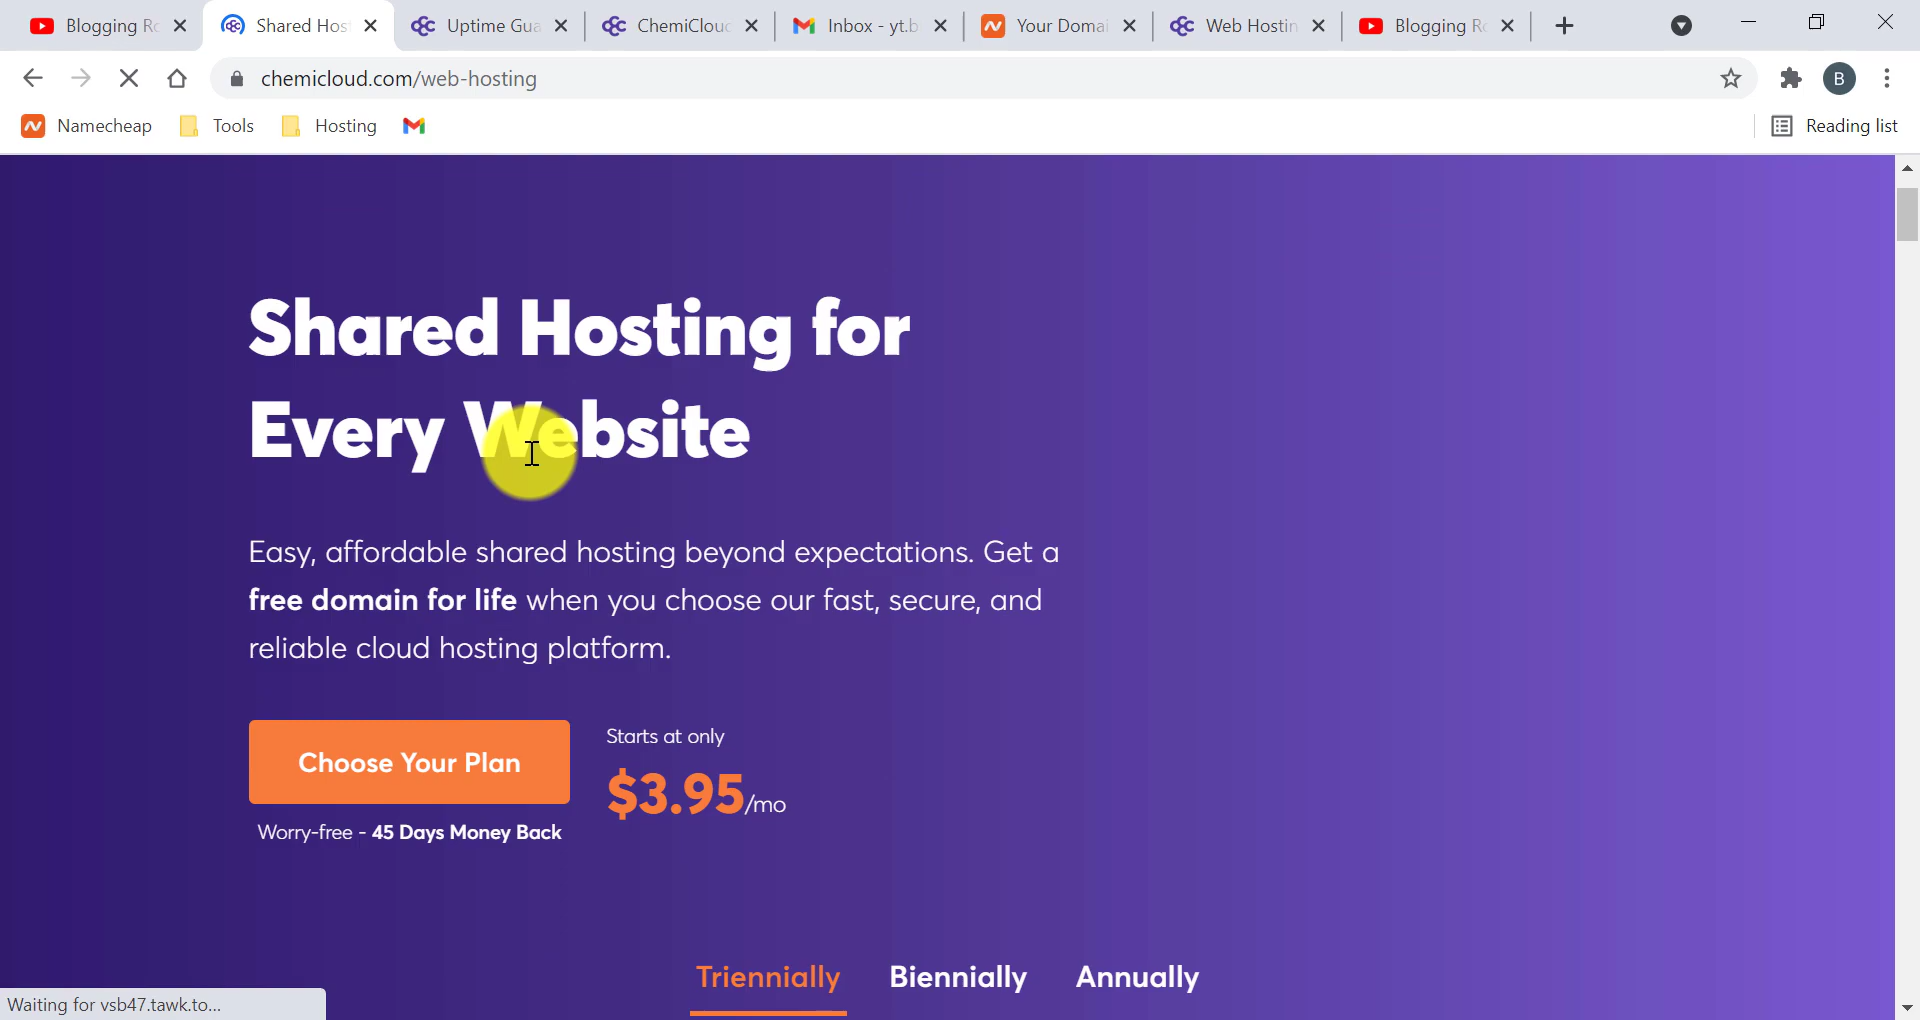 Blogging Ro
Shared Hos
Uptime Gua
ChemiClou
Inbox - yt.b
Your Domai
Web Hostin
Blogging Ro
chemicloud.com/web-hosting
B
Namecheap
Tools
Hosting
Reading list
Shared Hosting for
Every Website
Easy, affordable shared hosting beyond expectations. Get a
free domain for life when you choose our fast, secure, and
reliable cloud hosting platform.
Choose Your Plan
Starts at only
$3.95/mo
Worry-free - 45 Days Money Back
Triennially Biennially Annually
Waiting for vsb47.tawk.to...